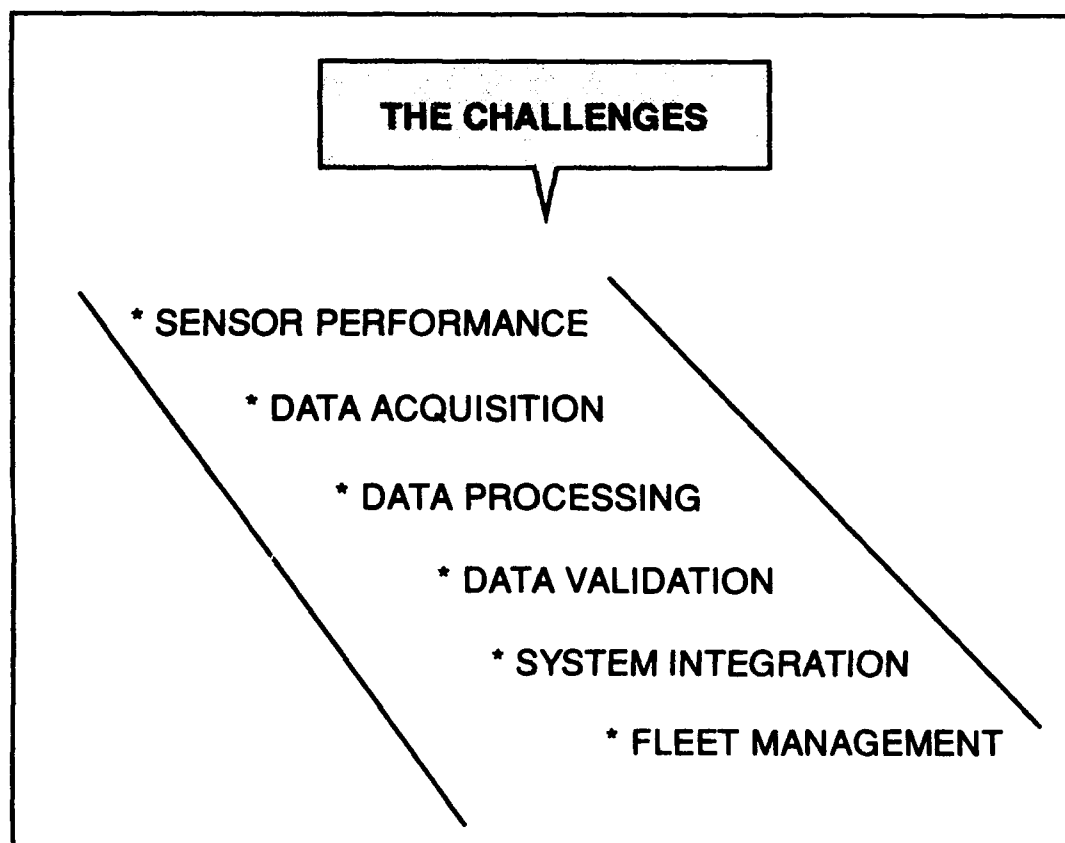 THE CHALLENGES
* SENSOR PERFORMANCE
* DATA ACQUISITION
* DATA PROCESSING
* DATA VALIDATION
* SYSTEM INTEGRATION
* FLEET MANAGEMENT